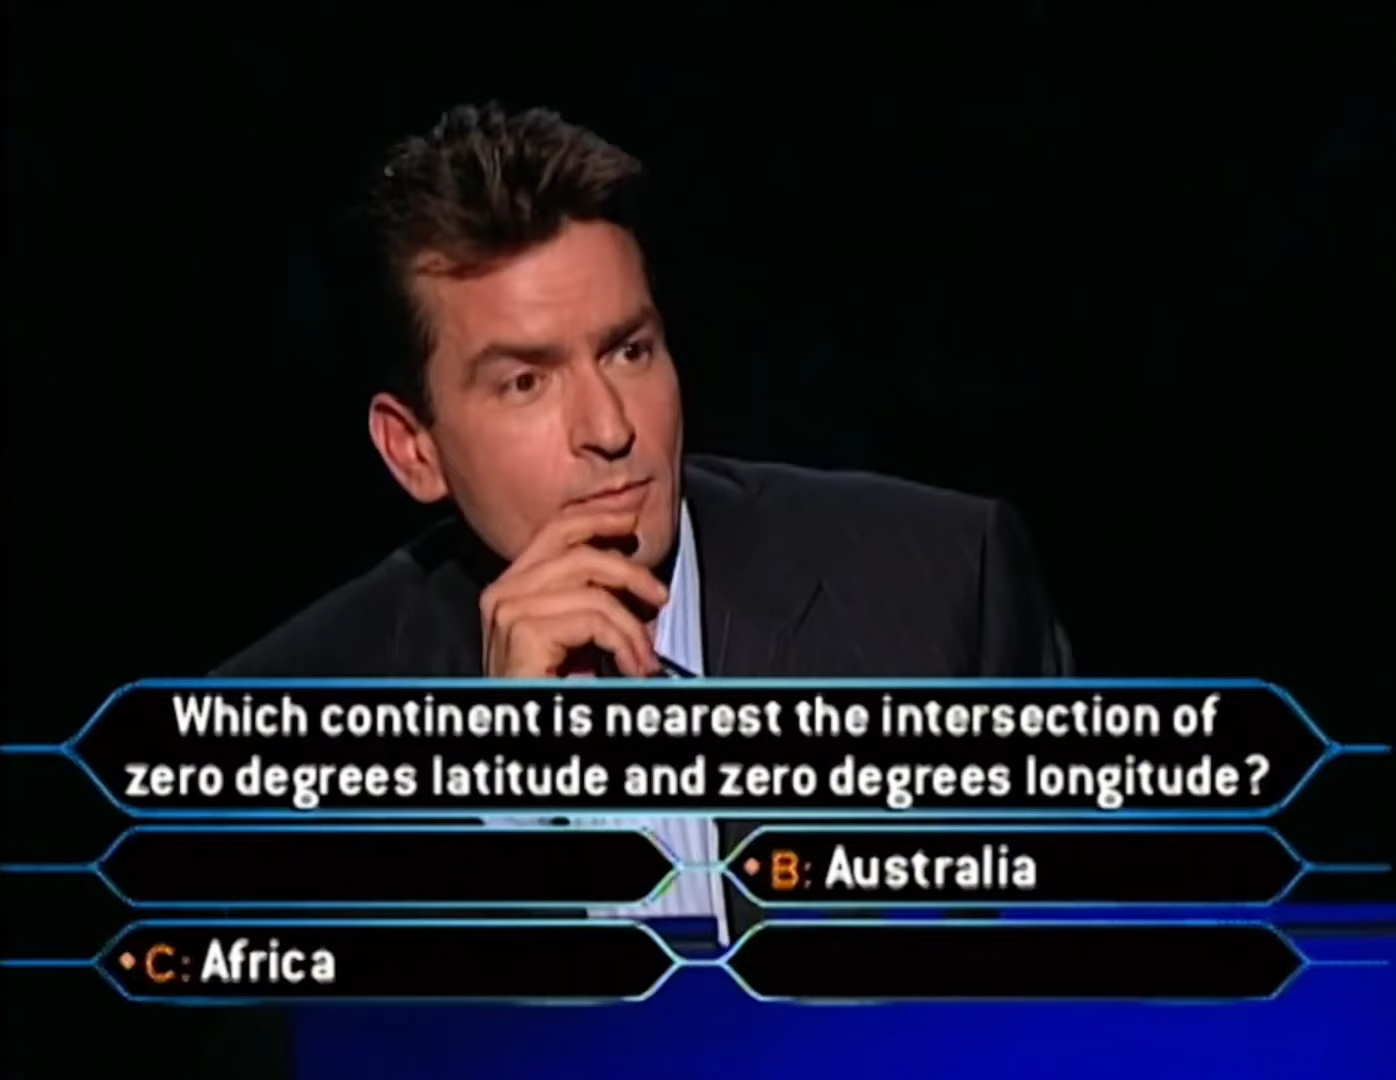 Which continent is nearest the intersection of
zero degrees latitude and zero degrees longitude?
B: Australia
C: Africa